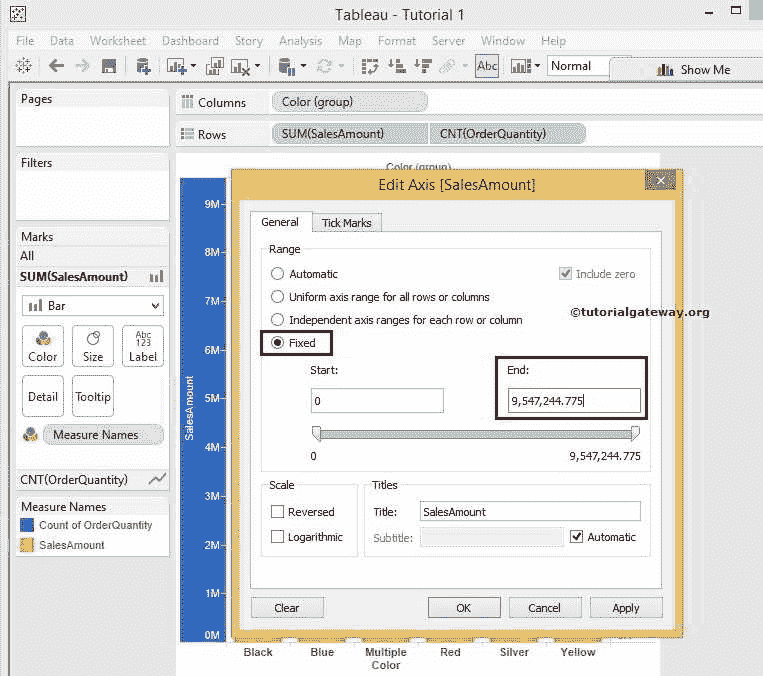 Tableau - Tutorial 1
File Data Worksheet Dashboard Story Analysis Map Format Server Window Help
Abc Normal Show Me
Pages
Columns Color (group)
Rows SUM(SalesAmount) CNT(OrderQuantity)
Filters
Color (group)
Marks
All
SUM(SalesAmount)
Bar
Color Size Abc 123 Label
Detail Tooltip
Measure Names
CNT(OrderQuantity)
Measure Names
Count of OrderQuantity
SalesAmount
SalesAmount
9M
8M
7M
6M
5M
4M
3M
2M
1M
0M
Edit Axis [SalesAmount]
General Tick Marks
Range
Automatic Include zero
Uniform axis range for all rows or columns
©tutorialgateway.org
Independent axis ranges for each row or column
Fixed
Start: End:
0 9,547,244.775
0 9,547,244.775
Scale Titles
Reversed Title: SalesAmount
Logarithmic Subtitle: Automatic
Clear OK Cancel Apply
Black Blue Multiple Color Red Silver Yellow